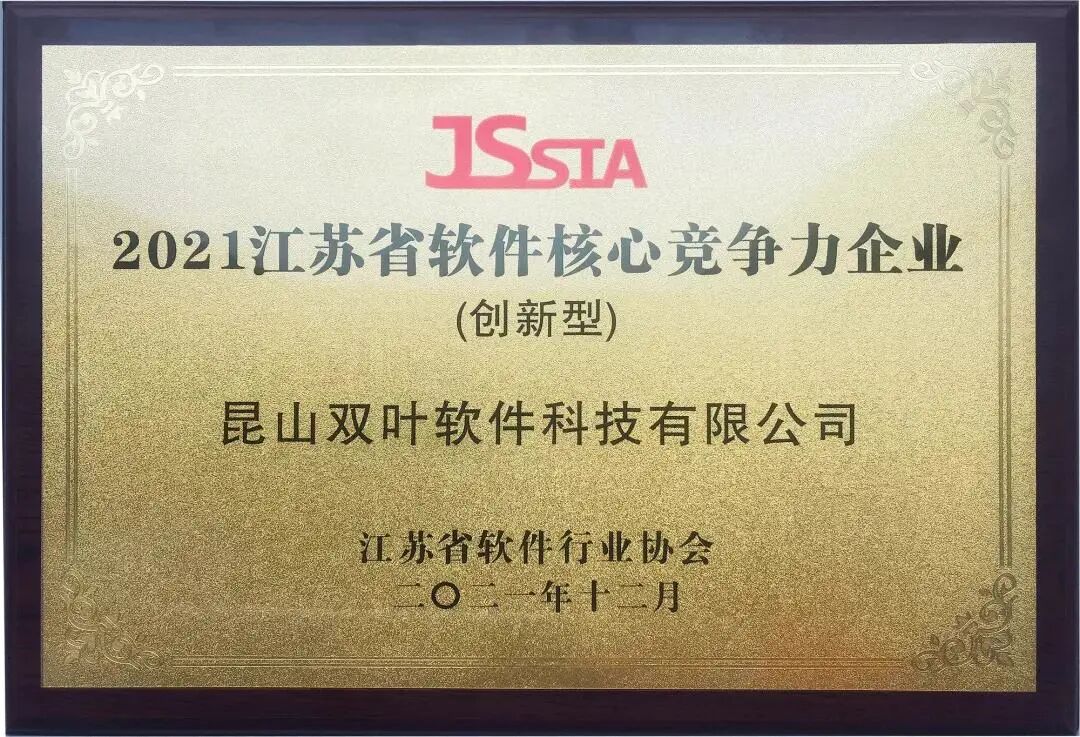 JSSIA
2021江苏省软件核心竞争力企业
(创新型)
昆山双叶软件科技有限公司
江苏省软件行业协会
二〇二一年十二月